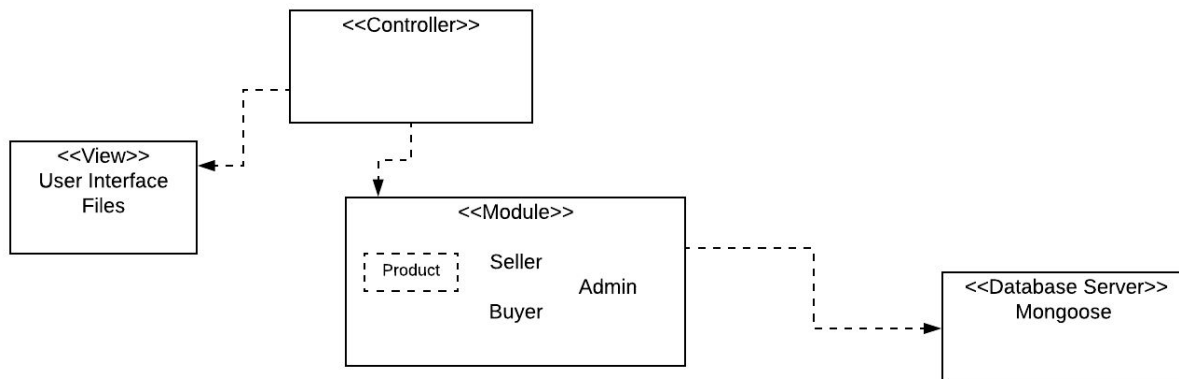 <<Controller>>
<<View>>
User Interface
Files
<<Module>>
Product
Seller
Admin
Buyer
<<Database Server>>
Mongoose